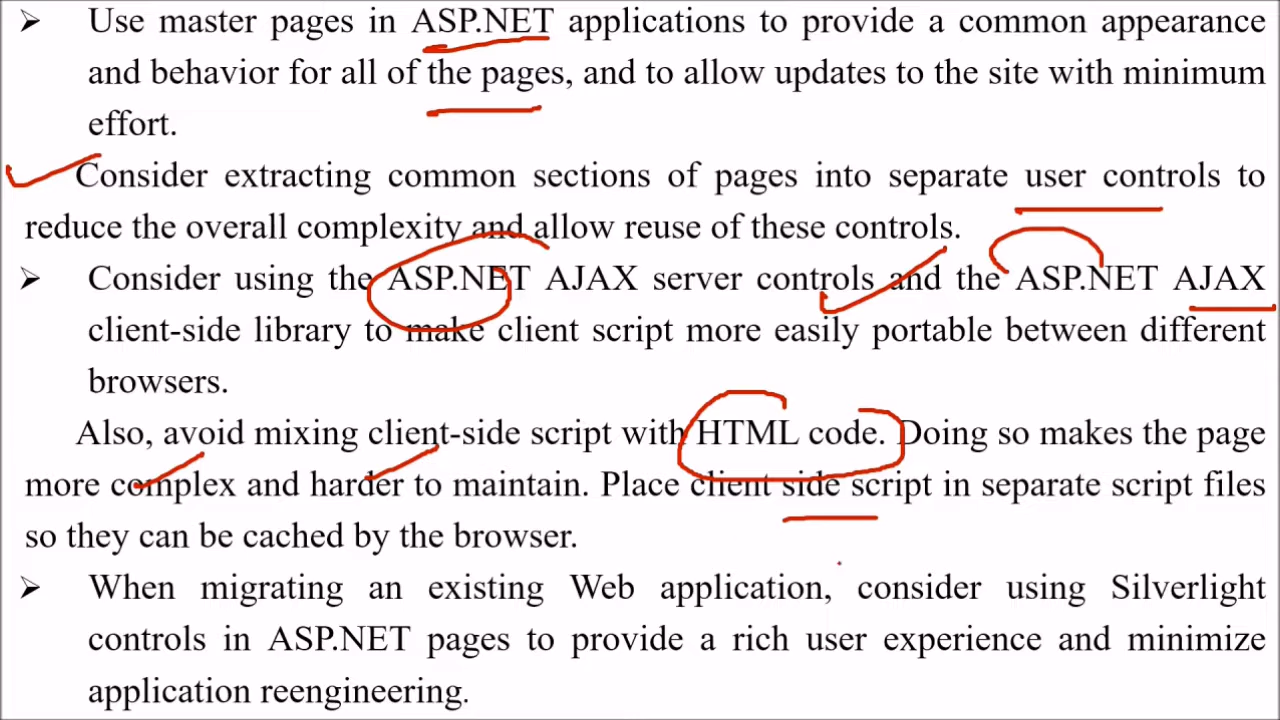 ➢ Use master pages in ASP.NET applications to provide a common appearance
and behavior for all of the pages, and to allow updates to the site with minimum
effort.
Consider extracting common sections of pages into separate user controls to
reduce the overall complexity and allow reuse of these controls.
➢ Consider using the ASP.NET AJAX server controls and the ASP.NET AJAX
client-side library to make client script more easily portable between different
browsers.
Also, avoid mixing client-side script with HTML code. Doing so makes the page
more complex and harder to maintain. Place client side script in separate script files
so they can be cached by the browser.
➢ When migrating an existing Web application, consider using Silverlight
controls in ASP.NET pages to provide a rich user experience and minimize
application reengineering.